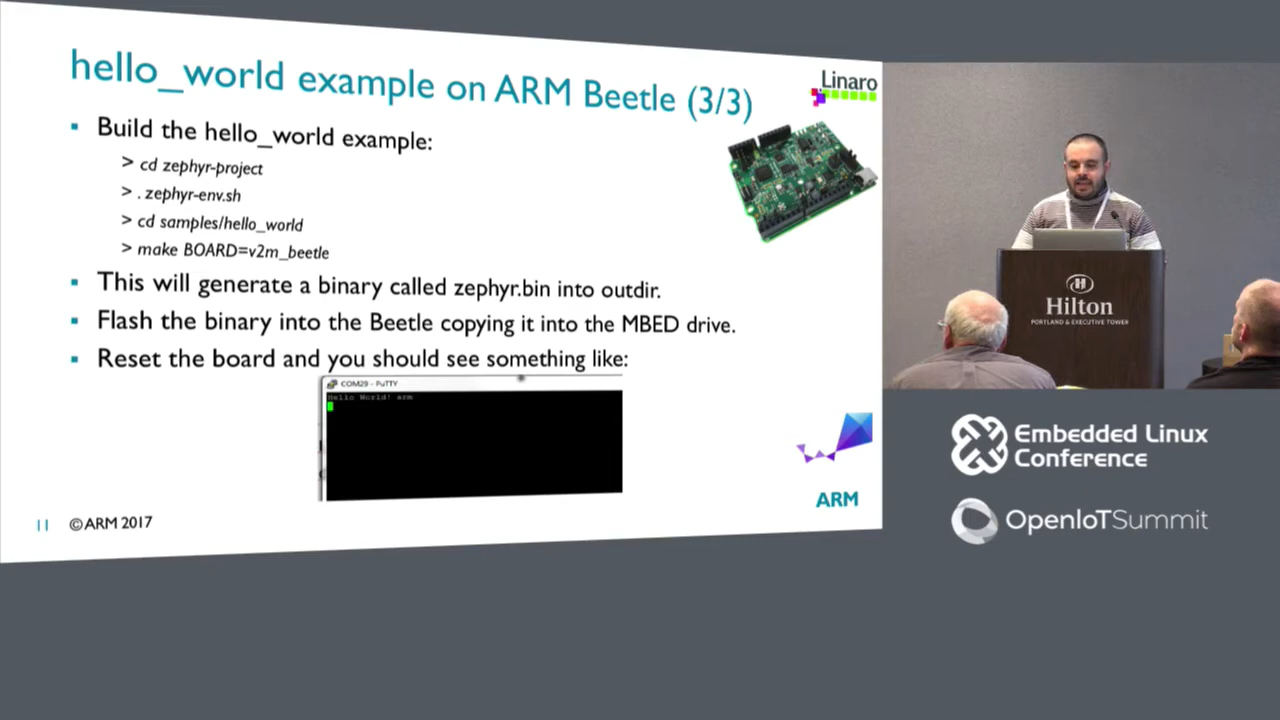 hello_world example on ARM Beetle (3/3)
Linaro
▪ Build the hello_world example:
> cd zephyr-project
> . zephyr-env.sh
> cd samples/hello_world
> make BOARD=v2m_beetle
▪ This will generate a binary called zephyr.bin into outdir.
▪ Flash the binary into the Beetle copying it into the MBED drive.
▪ Reset the board and you should see something like:
COM29 - PuTTY
Hello World! arm
ARM
11 © ARM 2017
Hilton
PORTLAND & EXECUTIVE TOWER
Embedded Linux
Conference
OpenIoTSummit